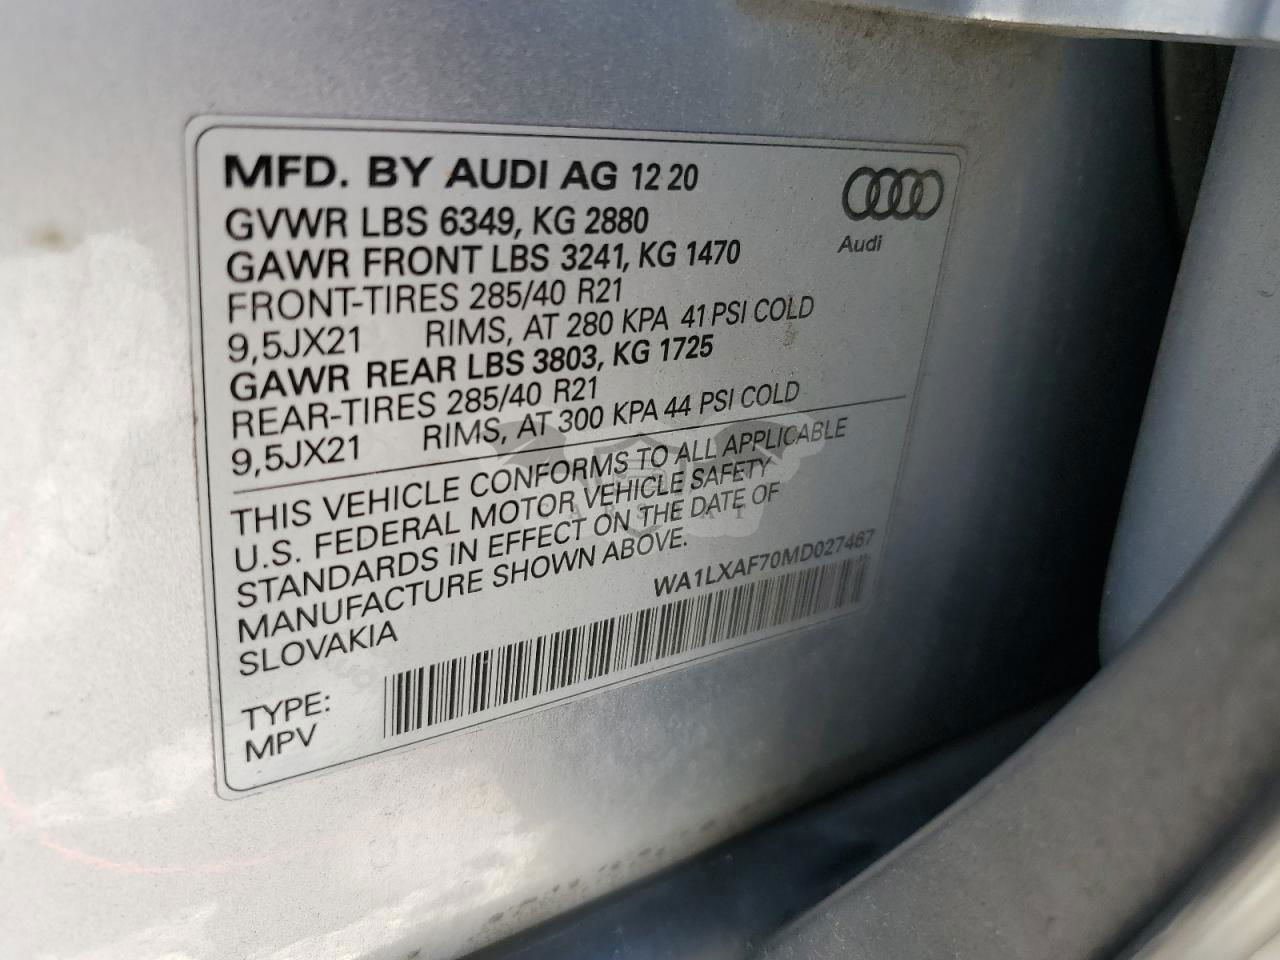 MFD. BY AUDI AG 12 20
GVWR LBS 6349, KG 2880
GAWR FRONT LBS 3241, KG 1470
FRONT-TIRES 285/40 R21
9,5JX21 RIMS, AT 280 KPA 41 PSI COLD
GAWR REAR LBS 3803, KG 1725
REAR-TIRES 285/40 R21
9,5JX21 RIMS, AT 300 KPA 44 PSI COLD
Audi
THIS VEHICLE CONFORMS TO ALL APPLICABLE
U.S. FEDERAL MOTOR VEHICLE SAFETY
STANDARDS IN EFFECT ON THE DATE OF
MANUFACTURE SHOWN ABOVE.
SLOVAKIA
WA1LXAF70MD027467
TYPE:
MPV